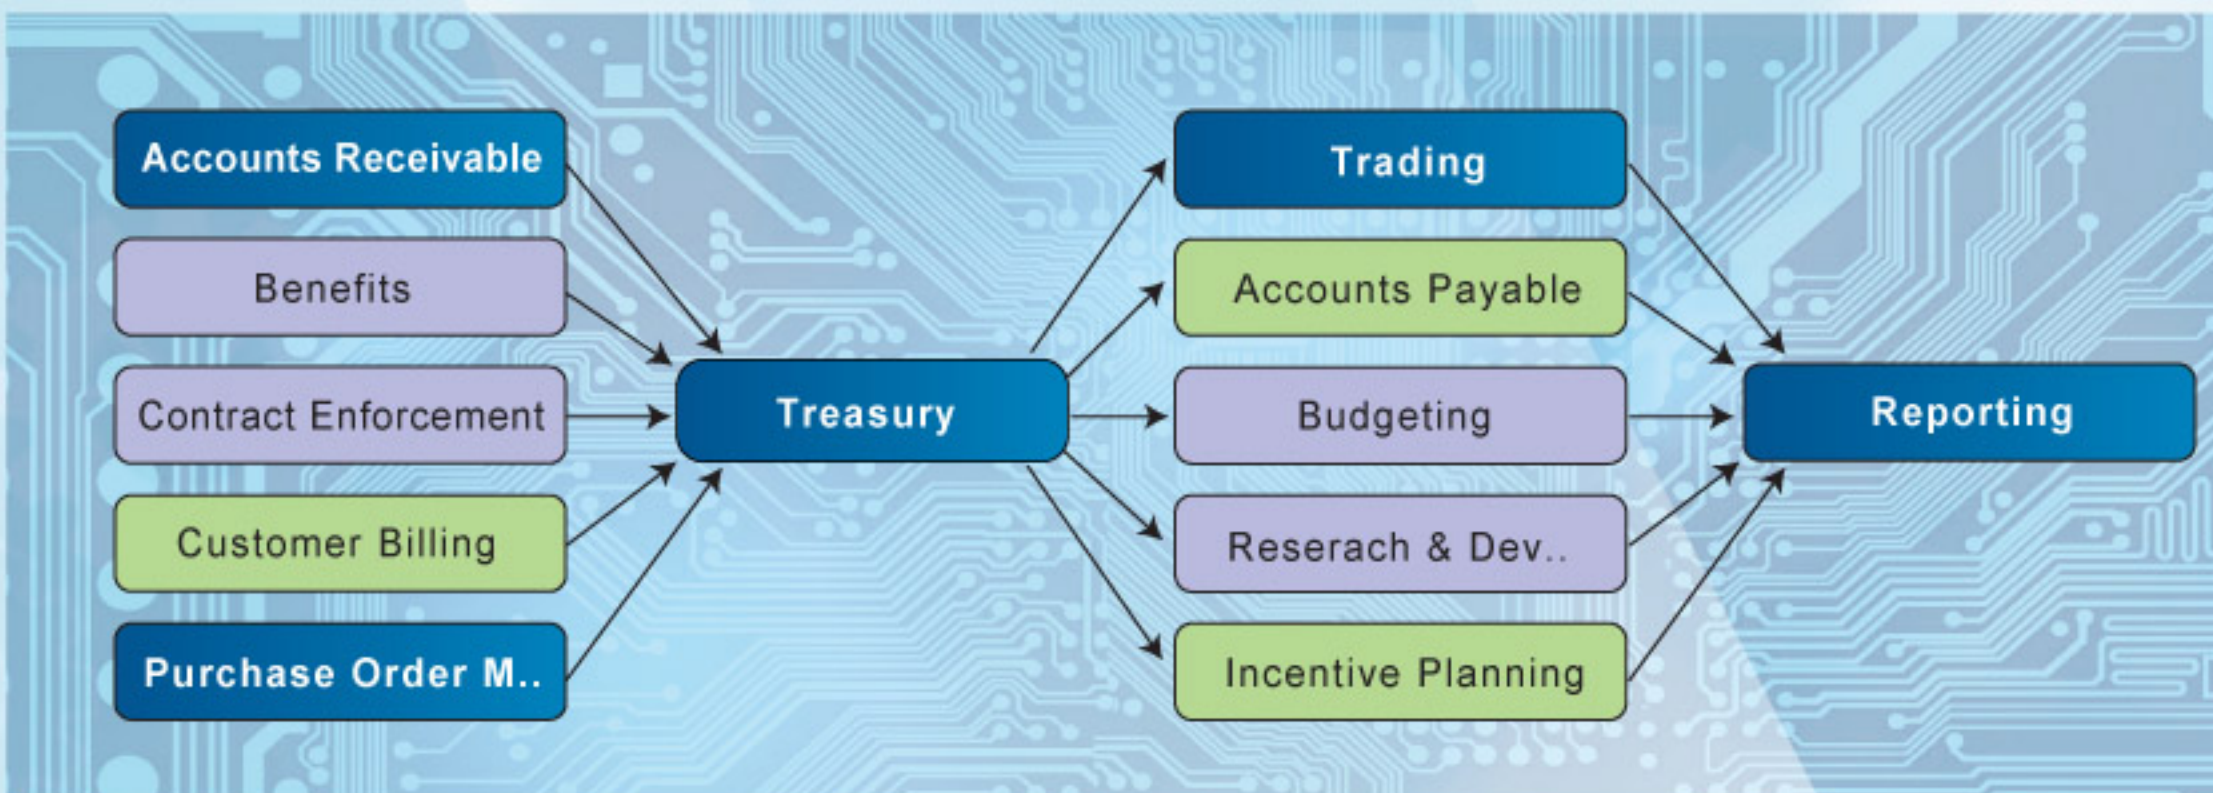 Accounts Receivable
Benefits
Contract Enforcement
Customer Billing
Purchase Order M..
Treasury
Trading
Accounts Payable
Budgeting
Reserach & Dev..
Incentive Planning
Reporting